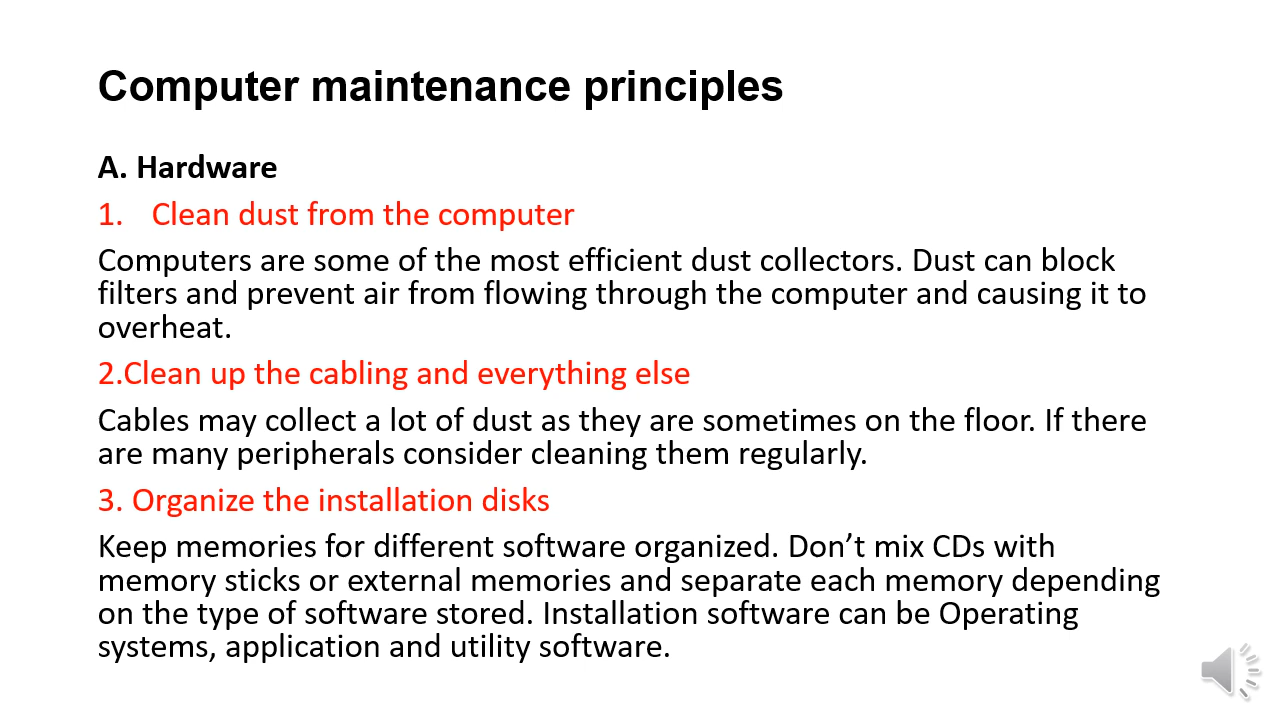 Computer maintenance principles
A. Hardware
1. Clean dust from the computer
Computers are some of the most efficient dust collectors. Dust can block
filters and prevent air from flowing through the computer and causing it to
overheat.
2.Clean up the cabling and everything else
Cables may collect a lot of dust as they are sometimes on the floor. If there
are many peripherals consider cleaning them regularly.
3. Organize the installation disks
Keep memories for different software organized. Don’t mix CDs with
memory sticks or external memories and separate each memory depending
on the type of software stored. Installation software can be Operating
systems, application and utility software.